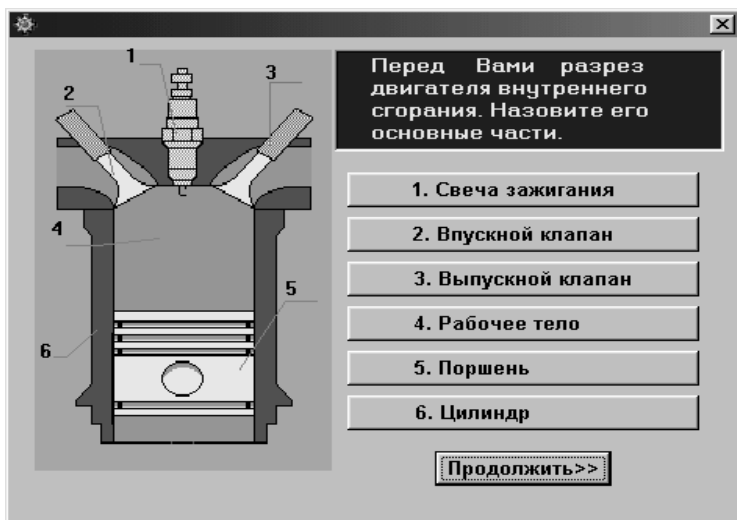 Перед Вами разрез
двигателя внутреннего
сгорания. Назовите его
основные части.
1
2
3
4
5
6
1. Свеча зажигания
2. Впускной клапан
3. Выпускной клапан
4. Рабочее тело
5. Поршень
6. Цилиндр
Продолжить>>